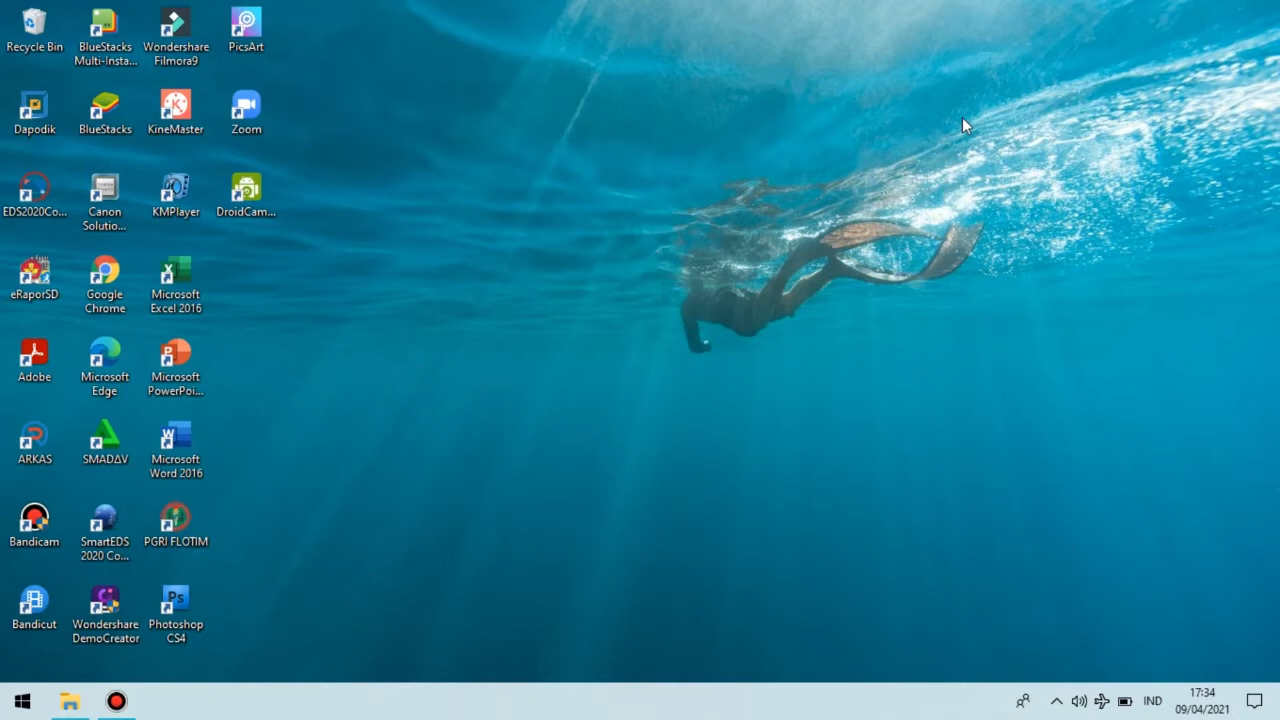 Recycle Bin
BlueStacks
Multi-Insta...
Wondershare
Filmora9
PicsArt
Dapodik
BlueStacks
KineMaster
Zoom
EDS2020Co...
Canon
Solutio...
KMPlayer
DroidCam...
eRaporSD
Google
Chrome
Microsoft
Excel 2016
Adobe
Microsoft
Edge
Microsoft
PowerPoi...
ARKAS
SMADΔV
Microsoft
Word 2016
Bandicam
SmartEDS
2020 Co...
PGRI FLOTIM
Bandicut
Wondershare
DemoCreator
Ps
Photoshop
CS4
IND
17:34
09/04/2021